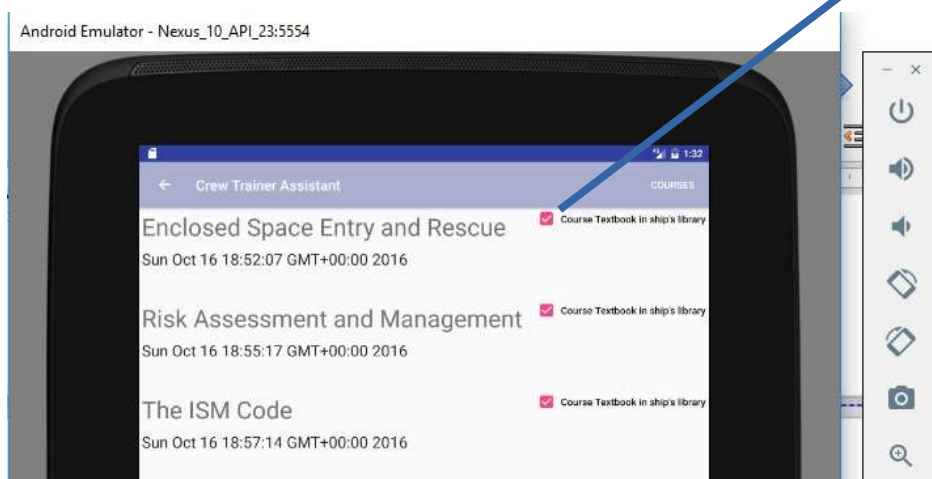 Android Emulator - Nexus_10_API_23:5554
1:32
Crew Trainer Assistant COURSES
Enclosed Space Entry and Rescue Course Textbook in ship's library
Sun Oct 16 18:52:07 GMT+00:00 2016
Risk Assessment and Management Course Textbook in ship's library
Sun Oct 16 18:55:17 GMT+00:00 2016
The ISM Code Course Textbook in ship's library
Sun Oct 16 18:57:14 GMT+00:00 2016